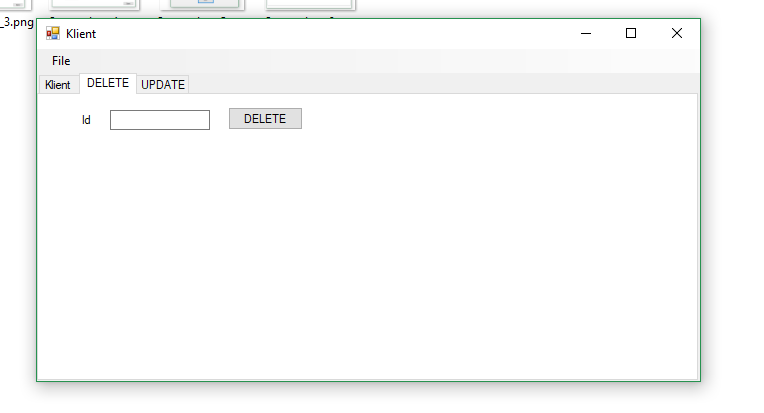 _3.png
Klient
File
Klient DELETE UPDATE
Id DELETE